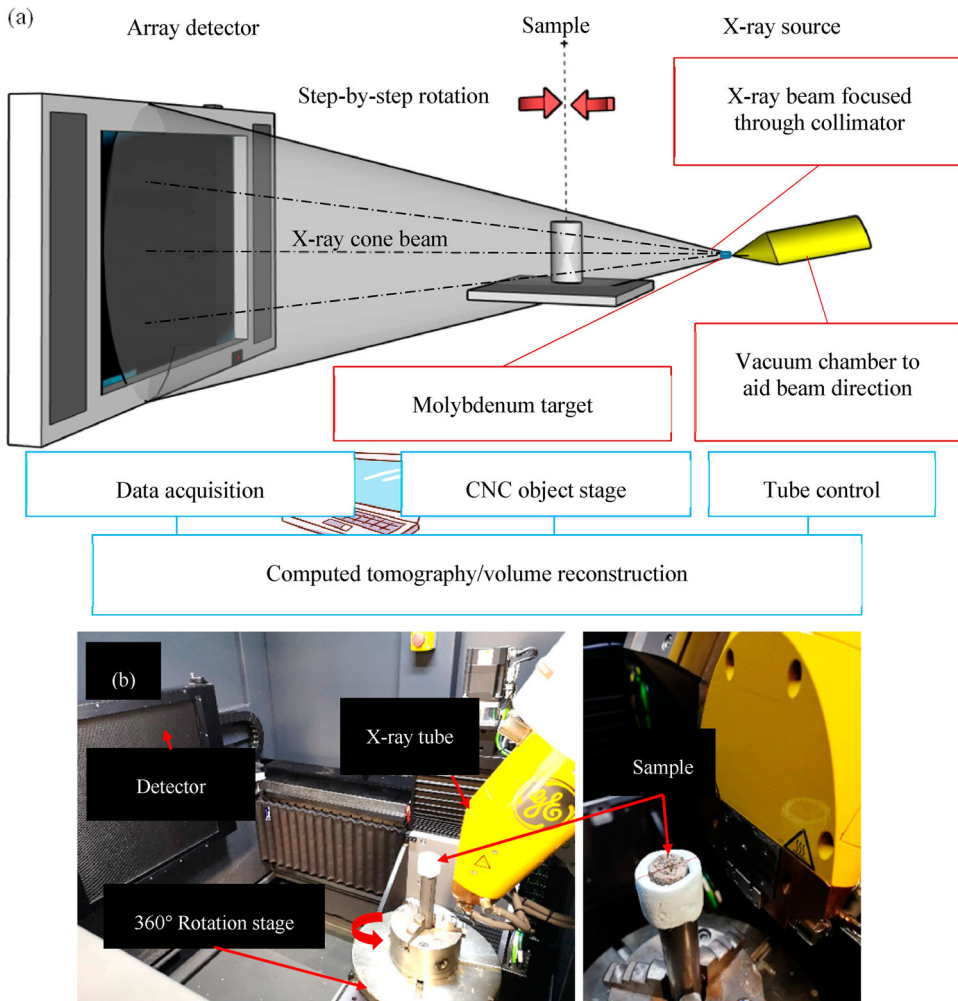 (a)
Array detector
Sample
X-ray source
Step-by-step rotation
X-ray beam focused
through collimator
X-ray cone beam
Molybdenum target
Vacuum chamber to
aid beam direction
Data acquisition
CNC object stage
Tube control
Computed tomography/volume reconstruction
(b)
X-ray tube
Detector
Sample
GE
360° Rotation stage